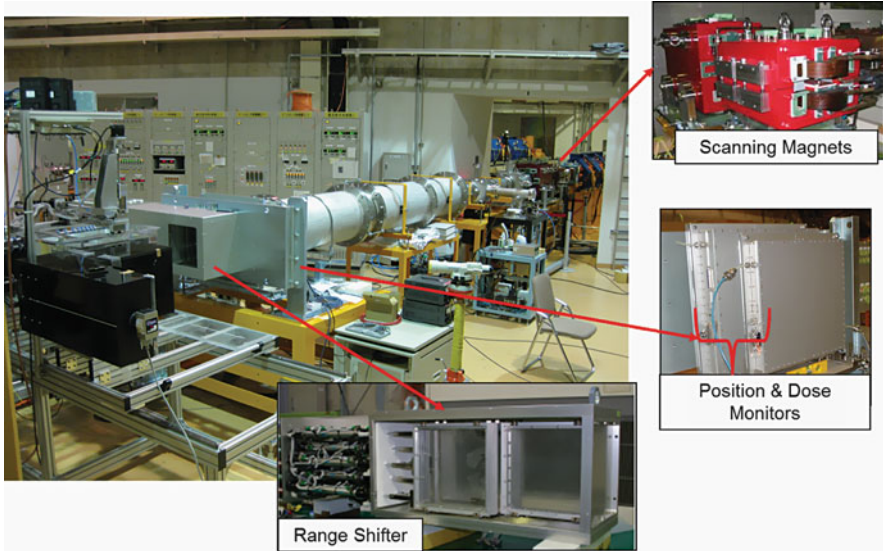 Scanning Magnets
Position & Dose
Monitors
Range Shifter